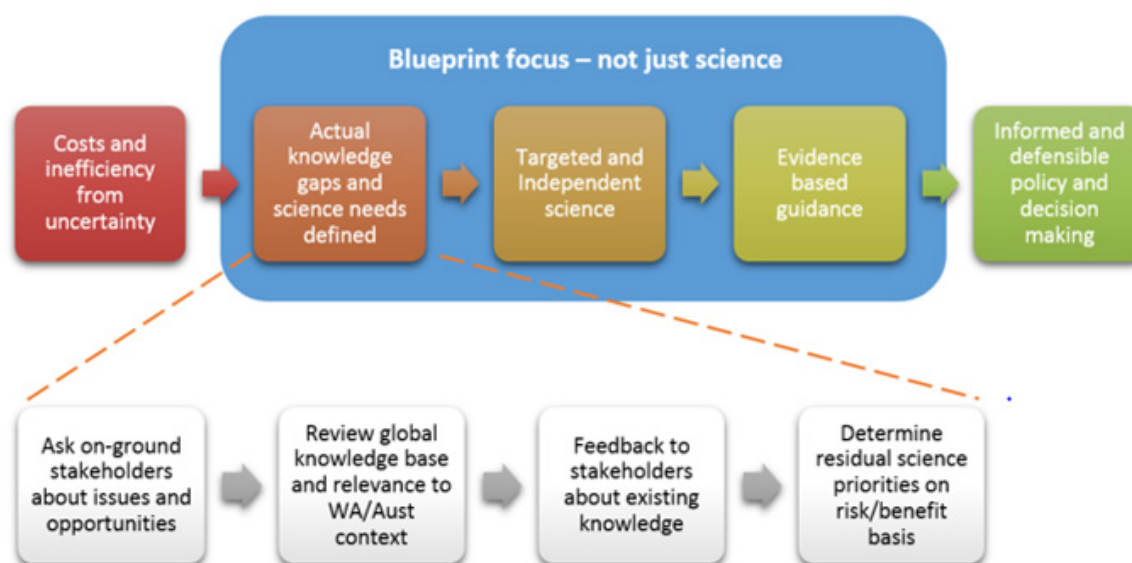 Blueprint focus – not just science
Costs and
inefficiency
from
uncertainty
Actual
knowledge
gaps and
science needs
defined
Targeted and
Independent
science
Evidence
based
guidance
Informed and
defensible
policy and
decision
making
Ask on-ground
stakeholders
about issues and
opportunities
Review global
knowledge base
and relevance to
WA/Aust
context
Feedback to
stakeholders
about existing
knowledge
Determine
residual science
priorities on
risk/benefit
basis